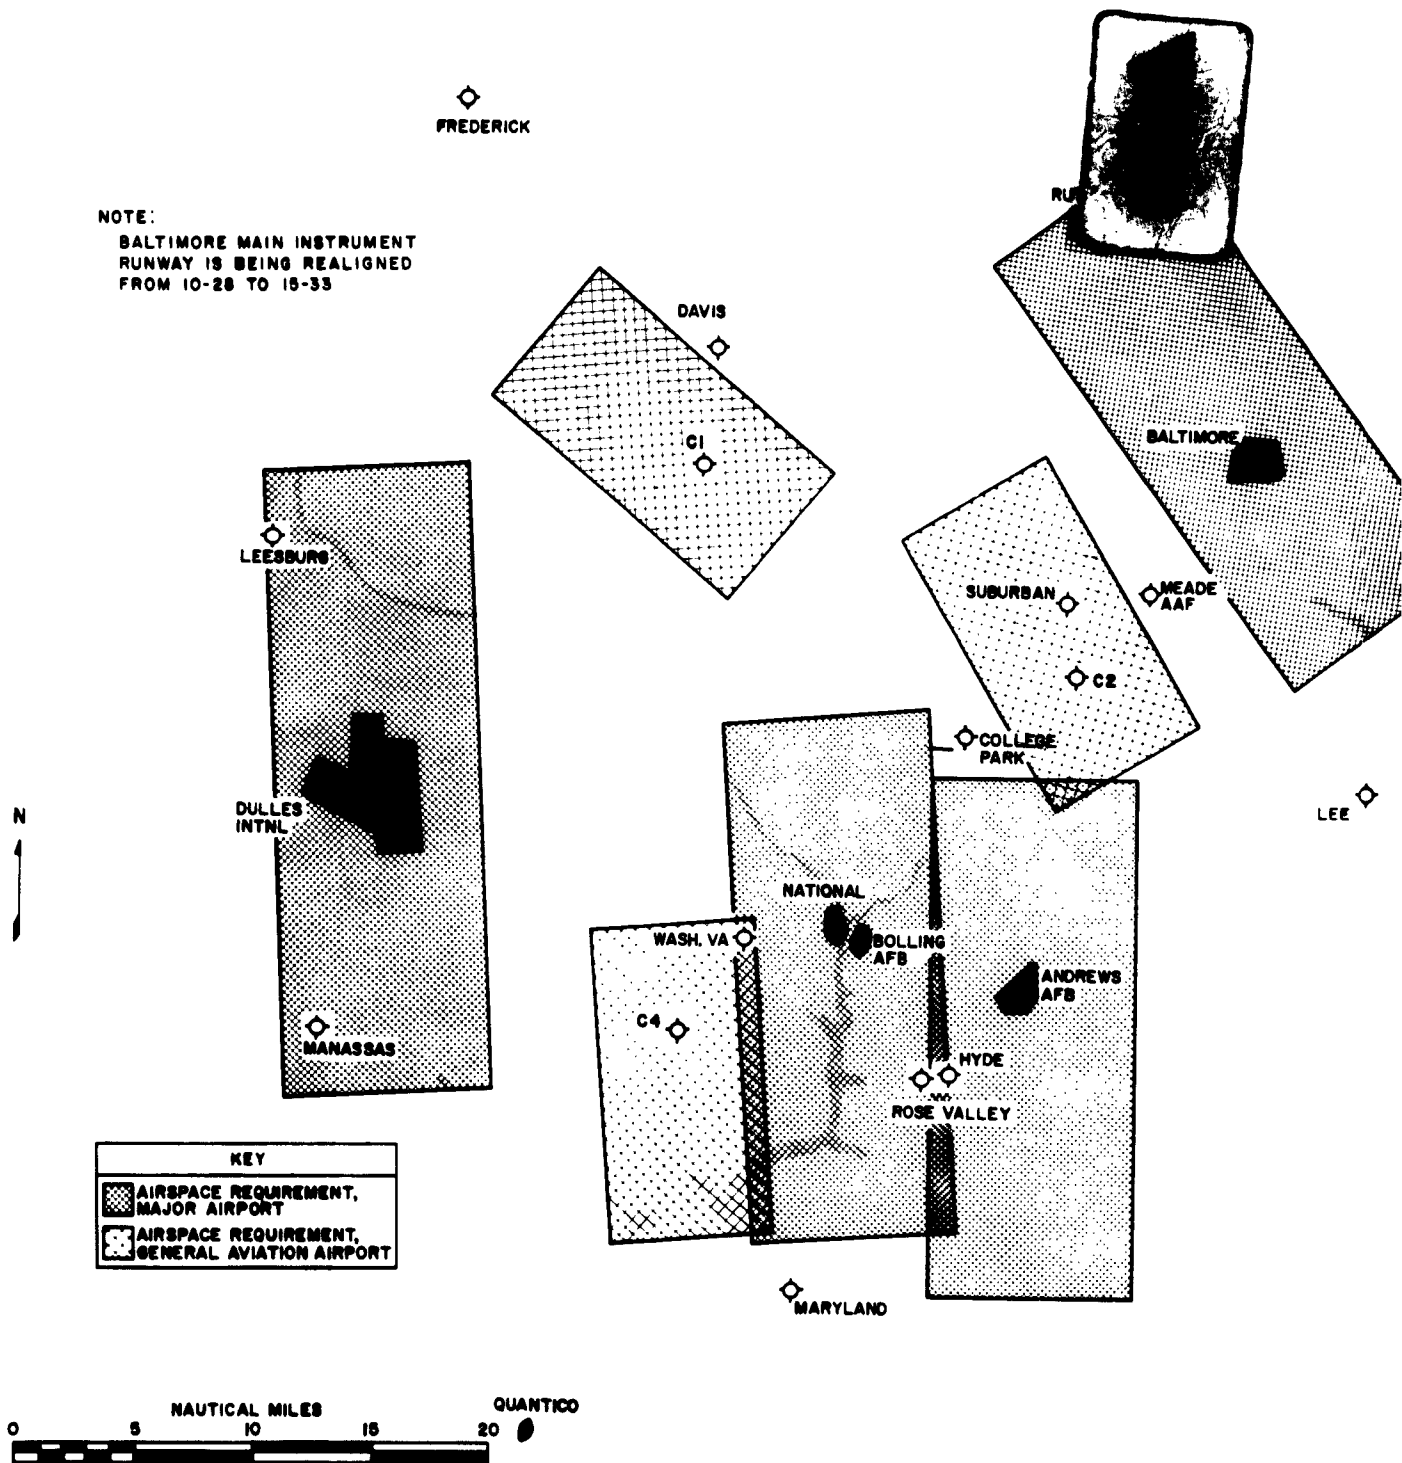 FREDERICK
NOTE:
BALTIMORE MAIN INSTRUMENT
RUNWAY IS BEING REALIGNED
FROM 10-28 TO 15-33
DAVIS
C1
BALTIMORE
LEESBURG
SUBURBAN
MEADE
AAF
C2
COLLEGE
PARK
N
DULLES
INTNL
LEE
NATIONAL
WASH. VA
BOLLING
AFB
ANDREWS
AFB
C4
MANASSAS
HYDE
ROSE VALLEY
KEY
AIRSPACE REQUIREMENT,
MAJOR AIRPORT
AIRSPACE REQUIREMENT,
GENERAL AVIATION AIRPORT
MARYLAND
NAUTICAL MILES
0 5 10 15 20
QUANTICO